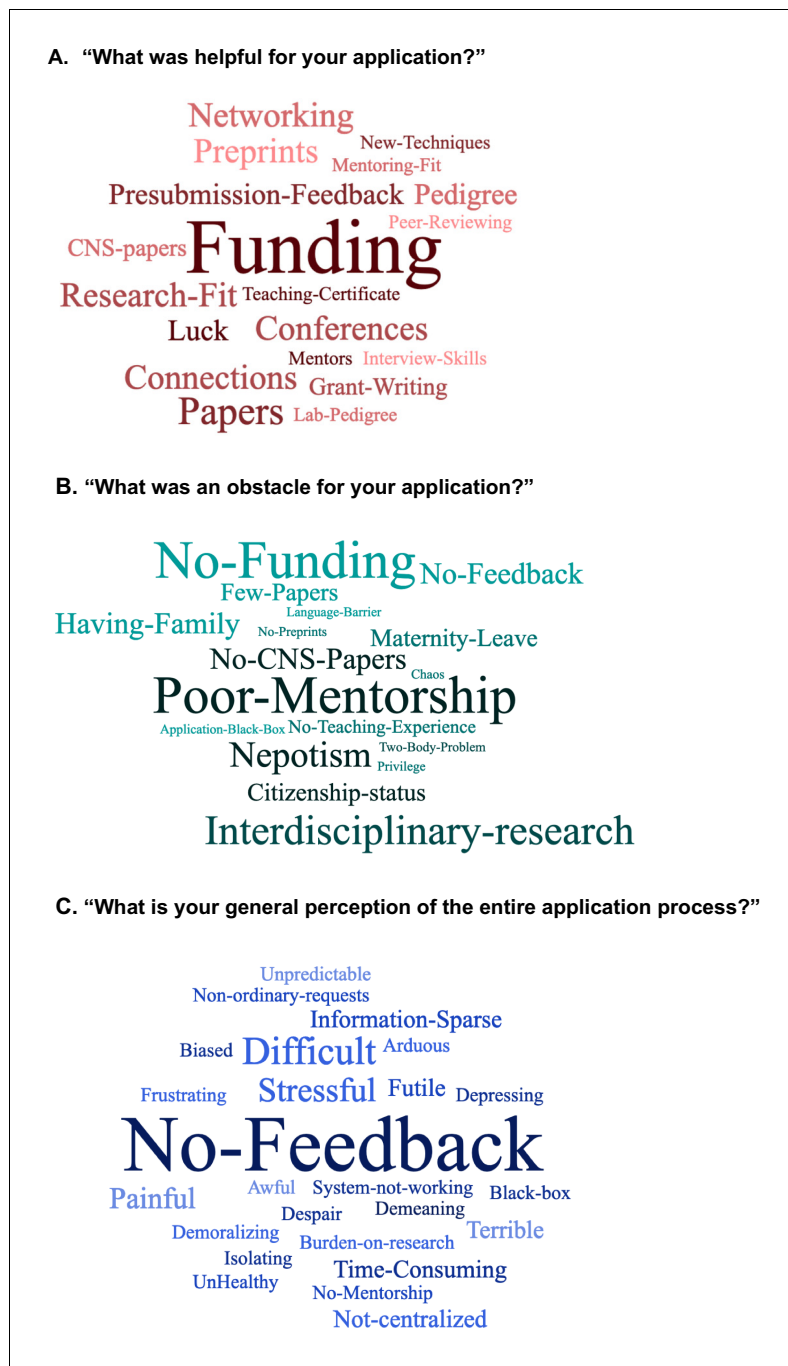 A. “What was helpful for your application?”
Networking
Preprints New-Techniques
Mentoring-Fit
Presubmission-Feedback Pedigree
Peer-Reviewing
CNS-papers Funding
Research-Fit Teaching-Certificate
Luck Conferences
Mentors Interview-Skills
Connections Grant-Writing
Papers Lab-Pedigree
B. “What was an obstacle for your application?”
No-Funding No-Feedback
Few-Papers
Language-Barrier
Having-Family No-Preprints Maternity-Leave
No-CNS-Papers Chaos
Poor-Mentorship
Application-Black-Box No-Teaching-Experience
Nepotism Two-Body-Problem
Privilege
Citizenship-status
Interdisciplinary-research
C. “What is your general perception of the entire application process?”
Unpredictable
Non-ordinary-requests
Information-Sparse
Biased Difficult Arduous
Frustrating Stressful Futile Depressing
No-Feedback
Painful Awful System-not-working Black-box
Despair Demeaning
Demoralizing Burden-on-research Terrible
Isolating Time-Consuming
UnHealthy No-Mentorship
Not-centralized